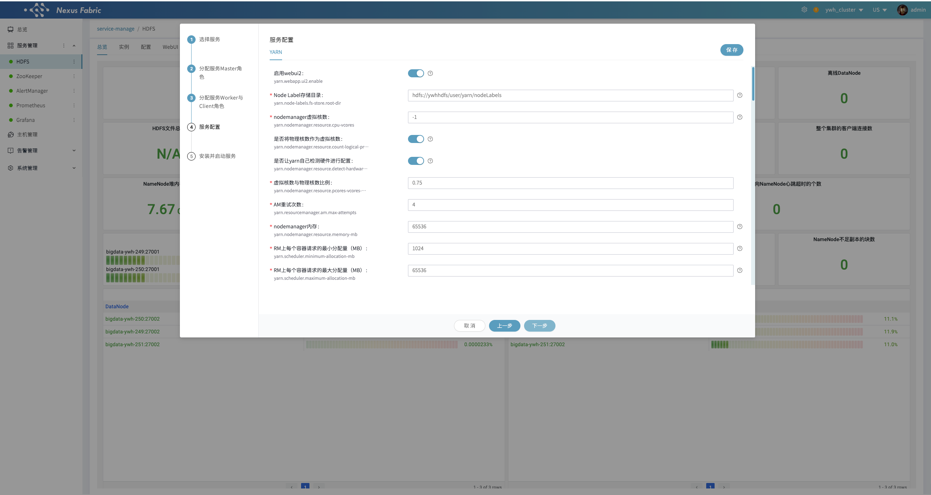 Nexus Fabric
ywk_cluster
US
admin
总览
service-manage / HDFS
服务管理
总览 实例 配置 WebUI
HDFS
ZooKeeper
AlertManager
Prometheus
Grafana
主机管理
告警管理
系统管理
1 选择服务
2 分配服务Master角
色
3 分配服务Worker与
Client角色
4 服务配置
5 安装并启动服务
服务配置
YARN
保 存
启用webui2:
yarn.webapp.ui2.enable
* Node Label存储目录:
hdfs://ywhhdfs/user/yarn/nodeLabels
yarn.node-labels.fs-store.root-dir
* nodemanager虚拟核数:
-1
yarn.nodemanager.resource.cpu-vcores
是否将物理核数作为虚拟核数:
yarn.nodemanager.resource.count-logical-pr···
是否让yarn自己检测硬件进行配置:
yarn.nodemanager.resource.detect-hardwar···
* 虚拟核数与物理核数比例:
0.75
yarn.nodemanager.resource.pcores-vcores-···
* AM重试次数:
4
yarn.resourcemanager.am.max-attempts
* nodemanager内存:
65536
yarn.nodemanager.resource.memory-mb
* RM上每个容器请求的最小分配量（MB）:
1024
yarn.scheduler.minimum-allocation-mb
* RM上每个容器请求的最大分配量（MB）:
65536
yarn.scheduler.maximum-allocation-mb
取 消
上一步
下一步
HDFS文件总
N/A
NameNode堆内
7.67
离线DataNode
0
整个集群的客户端连接数
0
NameNode心跳超时的个数
0
NameNode不足副本的块数
0
bigdata-ywh-249:27001
bigdata-ywh-250:27001
DataNode
bigdata-ywh-250:27002
11.1%
bigdata-ywh-249:27002
11.9%
bigdata-ywh-251:27002
0.0000233%
bigdata-ywh-251:27002
11.8%
1
1 - 3 of 3 rows
1
1 - 3 of 3 rows